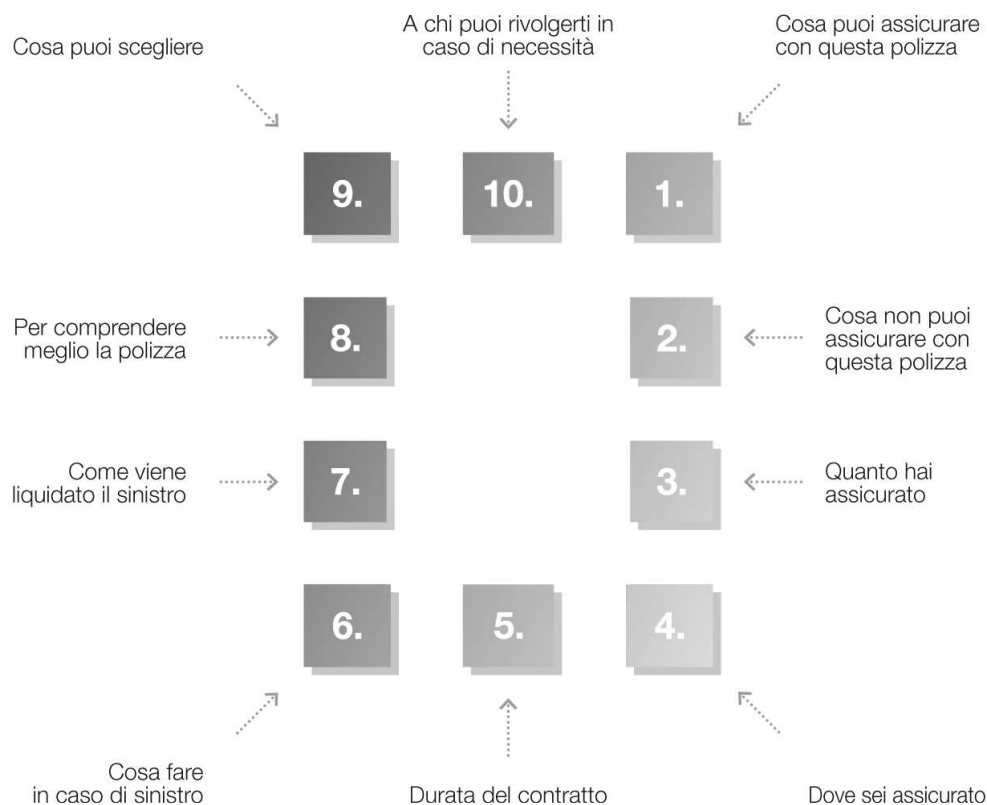 Cosa puoi scegliere
A chi puoi rivolgerti in
caso di necessità
Cosa puoi assicurare
con questa polizza
9.
10.
1.
Per comprendere
meglio la polizza
8.
2.
Cosa non puoi
assicurare con
questa polizza
Come viene
liquidato il sinistro
7.
3.
Quanto hai
assicurato
6.
5.
4.
Cosa fare
in caso di sinistro
Durata del contratto
Dove sei assicurato